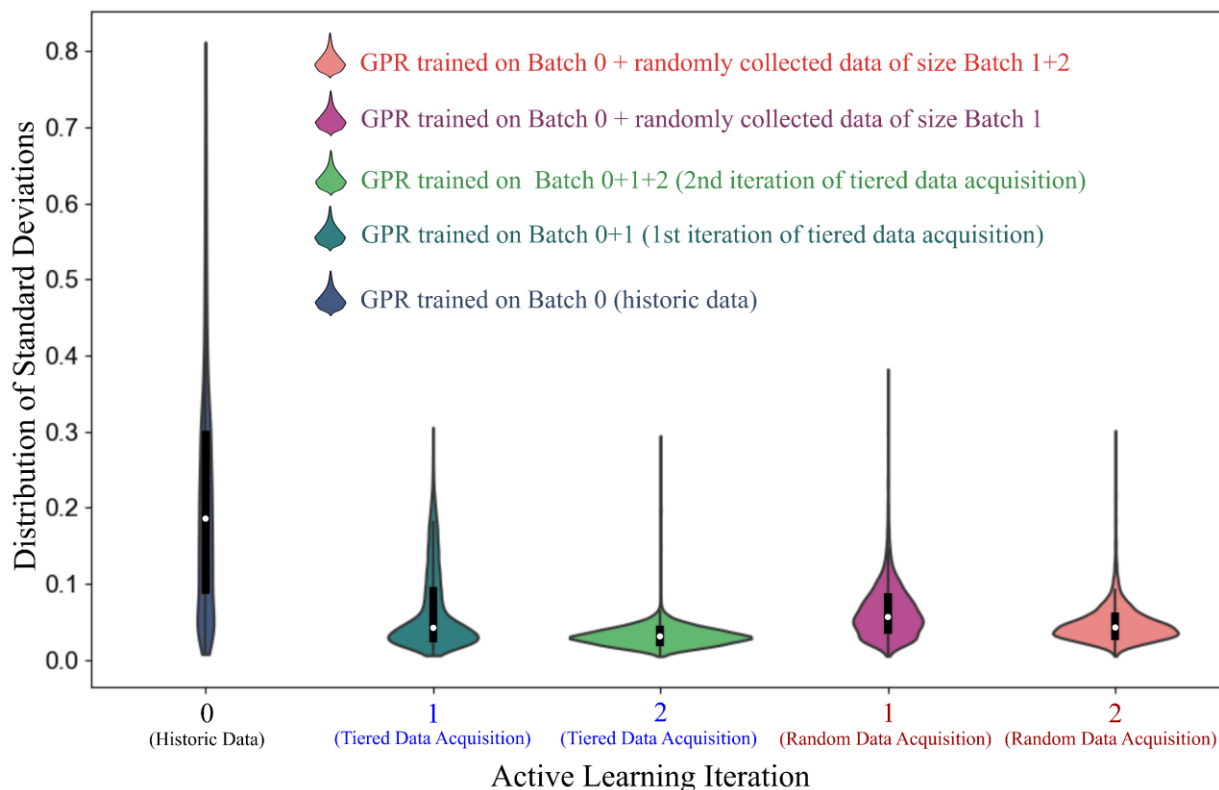 GPR trained on Batch 0 + randomly collected data of size Batch 1+2
GPR trained on Batch 0 + randomly collected data of size Batch 1
GPR trained on Batch 0+1+2 (2nd iteration of tiered data acquisition)
GPR trained on Batch 0+1 (1st iteration of tiered data acquisition)
GPR trained on Batch 0 (historic data)
Distribution of Standard Deviations
0.8
0.7
0.6
0.5
0.4
0.3
0.2
0.1
0.0
0 1 2 1 2
(Historic Data) (Tiered Data Acquisition) (Tiered Data Acquisition) (Random Data Acquisition) (Random Data Acquisition)
Active Learning Iteration